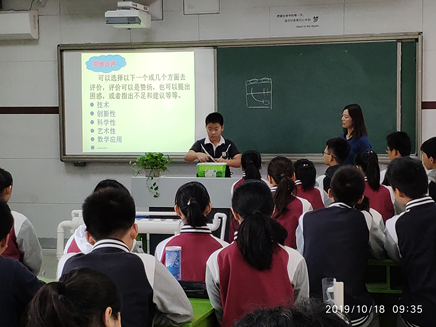 可以选择以下一个或几个方面去
评价，评价可以是赞扬，也可以提出
困惑，或者指出不足和建议等等。
技术
创新性
科学性
艺术性
数学应用
……
梦
2019/10/18 09:35